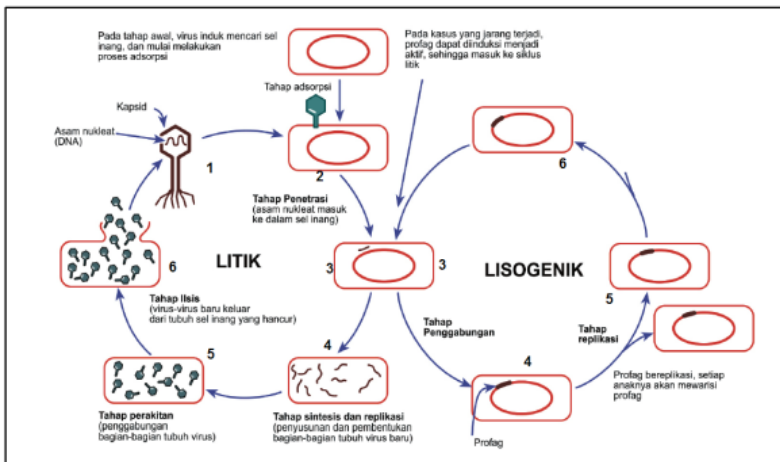 Pada tahap awal, virus induk mencari sel
inang, dan mulai melakukan
proses adsorpsi
Pada kasus yang jarang terjadi,
profag dapat diinduksi menjadi
aktif, sehingga masuk ke siklus
litik
Tahap adsorpsi
Kapsid
Asam nukleat
(DNA)
1
2
6
Tahap Penetrasi
(asam nukleat masuk
ke dalam sel inang)
6
LITIK
3
3
LISOGENIK
5
Tahap Ilsis
(virus-virus baru keluar
dari tubuh sel inang yang hancur)
Tahap
Penggabungan
Tahap
replikasi
5
4
4
Profag bereplikasi, setiap
anaknya akan mewarisi
profag
Tahap perakitan
(penggabungan
bagian-bagian tubuh virus)
Tahap sintesis dan replikasi
(penyusunan dan pembentukan
bagian-bagian tubuh virus baru)
Profag